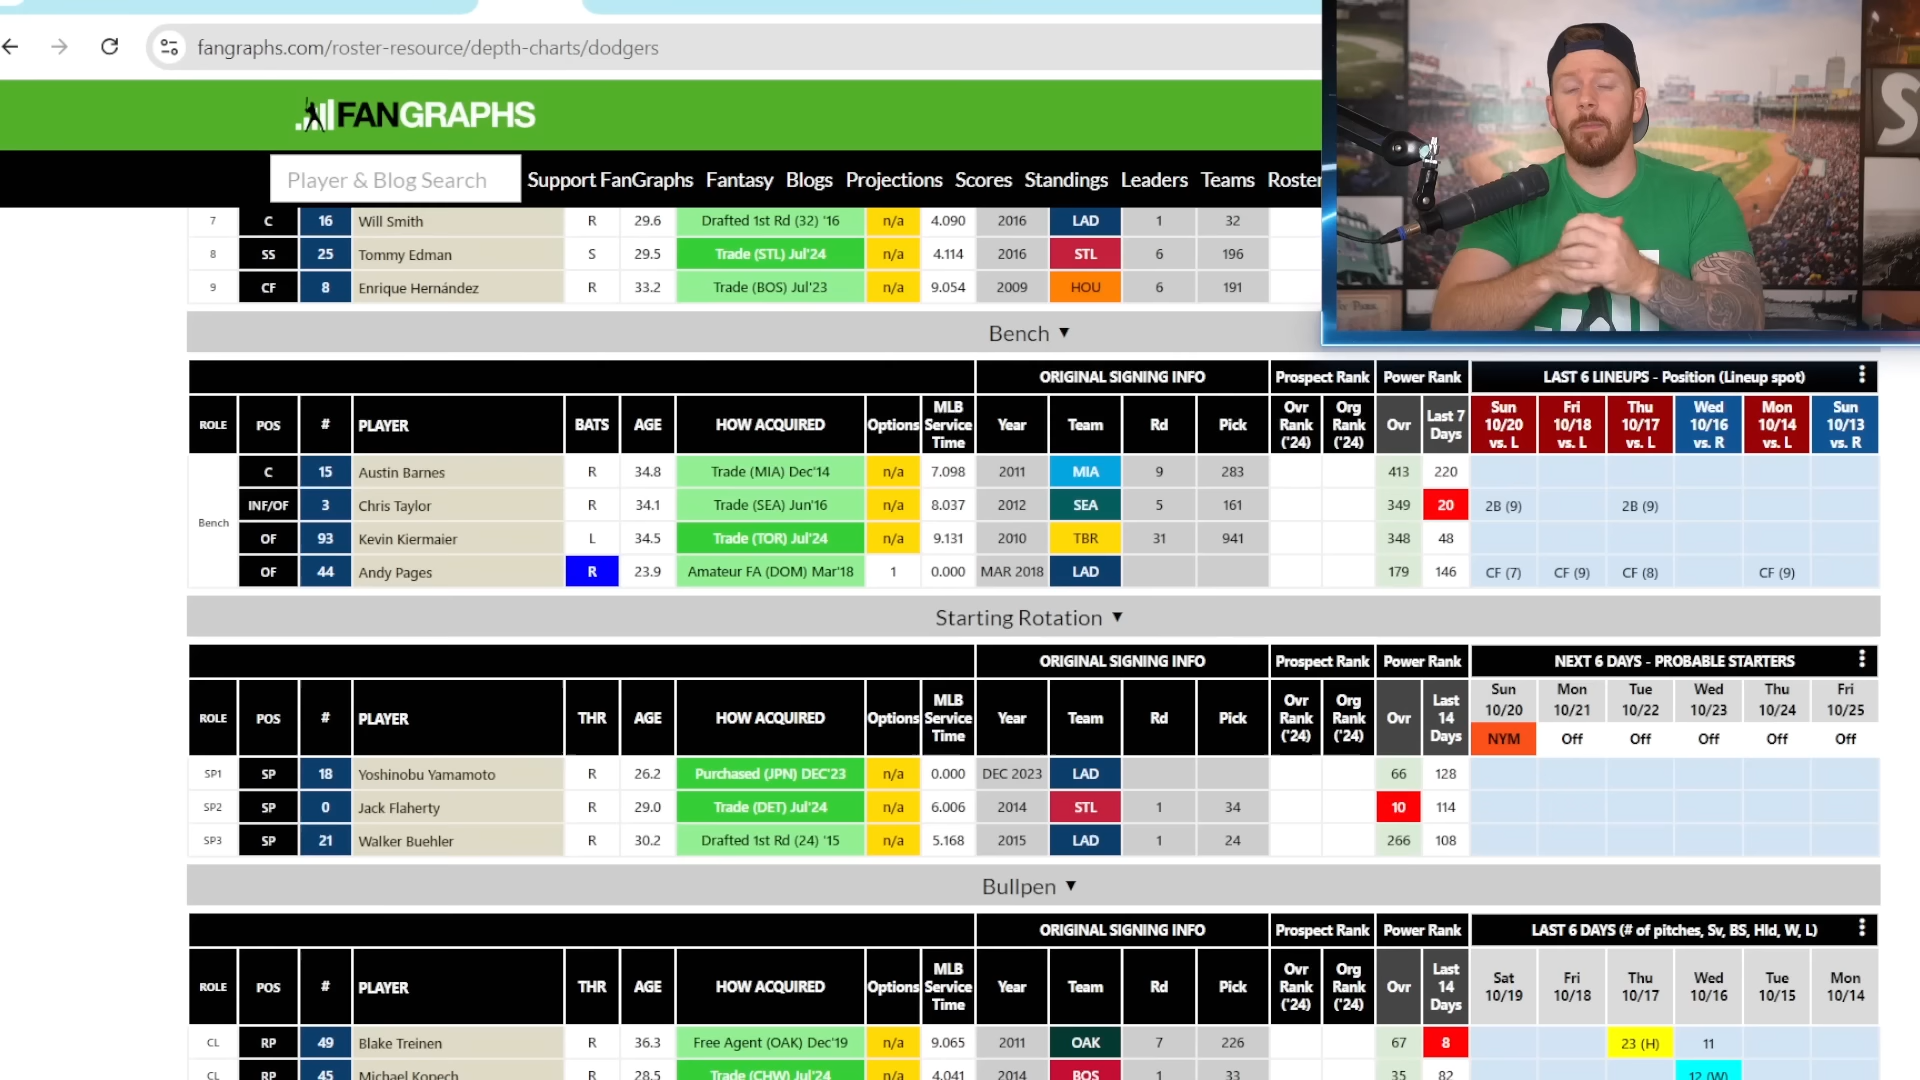 fangraphs.com/roster-resource/depth-charts/dodgers
FANGRAPHS
Player & Blog Search Support FanGraphs Fantasy Blogs Projections Scores Standings Leaders Teams Roster
7 C 16 Will Smith R 29.6 Drafted 1st Rd (32) '16 n/a 4.090 2016 LAD 1 32
8 SS 25 Tommy Edman S 29.5 Trade (STL) Jul'24 n/a 4.114 2016 STL 6 196
9 CF 8 Enrique Hernández R 33.2 Trade (BOS) Jul'23 n/a 9.054 2009 HOU 6 191
Bench ▼
ORIGINAL SIGNING INFO Prospect Rank Power Rank LAST 6 LINEUPS - Position (Lineup spot)
ROLE POS # PLAYER BATS AGE HOW ACQUIRED Options MLB Service Time Year Team Rd Pick Ovr Rank ('24) Org Rank ('24) Ovr Last 7 Days Sun 10/20 vs. L Fri 10/18 vs. L Thu 10/17 vs. L Wed 10/16 vs. R Mon 10/14 vs. L Sun 10/13 vs. R
C 15 Austin Barnes R 34.8 Trade (MIA) Dec'14 n/a 7.098 2011 MIA 9 283 413 220
INF/OF 3 Chris Taylor R 34.1 Trade (SEA) Jun'16 n/a 8.037 2012 SEA 5 161 349 20 2B (9) 2B (9)
Bench
OF 93 Kevin Kiermaier L 34.5 Trade (TOR) Jul'24 n/a 9.131 2010 TBR 31 941 348 48
OF 44 Andy Pages R 23.9 Amateur FA (DOM) Mar'18 1 0.000 MAR 2018 LAD 179 146 CF (7) CF (9) CF (8) CF (9)
Starting Rotation ▼
ORIGINAL SIGNING INFO Prospect Rank Power Rank NEXT 6 DAYS - PROBABLE STARTERS
ROLE POS # PLAYER THR AGE HOW ACQUIRED Options MLB Service Time Year Team Rd Pick Ovr Rank ('24) Org Rank ('24) Ovr Last 14 Days Sun 10/20 Mon 10/21 Tue 10/22 Wed 10/23 Thu 10/24 Fri 10/25
NYM Off Off Off Off Off
SP1 SP 18 Yoshinobu Yamamoto R 26.2 Purchased (JPN) DEC'23 n/a 0.000 DEC 2023 LAD 66 128
SP2 SP 0 Jack Flaherty R 29.0 Trade (DET) Jul'24 n/a 6.006 2014 STL 1 34 10 114
SP3 SP 21 Walker Buehler R 30.2 Drafted 1st Rd (24) '15 n/a 5.168 2015 LAD 1 24 266 108
Bullpen ▼
ORIGINAL SIGNING INFO Prospect Rank Power Rank LAST 6 DAYS (# of pitches, Sv, BS, Hld, W, L)
ROLE POS # PLAYER THR AGE HOW ACQUIRED Options MLB Service Time Year Team Rd Pick Ovr Rank ('24) Org Rank ('24) Ovr Last 14 Days Sat 10/19 Fri 10/18 Thu 10/17 Wed 10/16 Tue 10/15 Mon 10/14
CL RP 49 Blake Treinen R 36.3 Free Agent (OAK) Dec'19 n/a 9.065 2011 OAK 7 226 67 8 23 (H) 11
CL RP 45 Michael Kopech R 28.5 Trade (CHW) Jul'24 n/a 4.041 2014 BOS 1 33 35 82 12 (W)